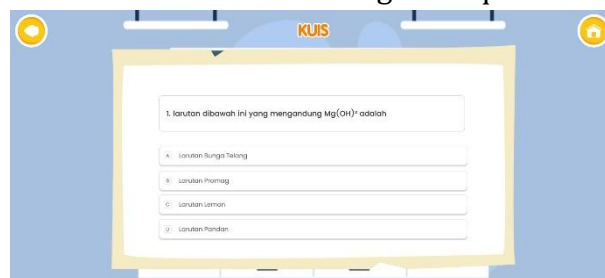 KUIS
1. larutan dibawah ini yang mengandung Mg(OH)² adalah
A Larutan Bunga Telang
B Larutan Promag
C Larutan Lemon
D Larutan Pandan